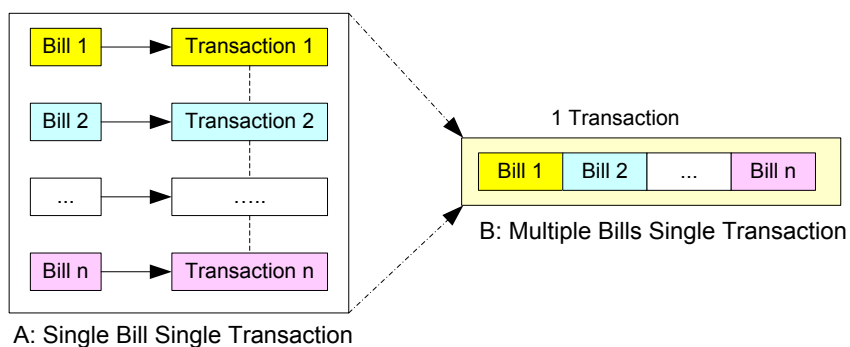 Bill 1 Transaction 1
Bill 2 Transaction 2
... .....
Bill n Transaction n
A: Single Bill Single Transaction
1 Transaction
Bill 1 Bill 2 ... Bill n
B: Multiple Bills Single Transaction